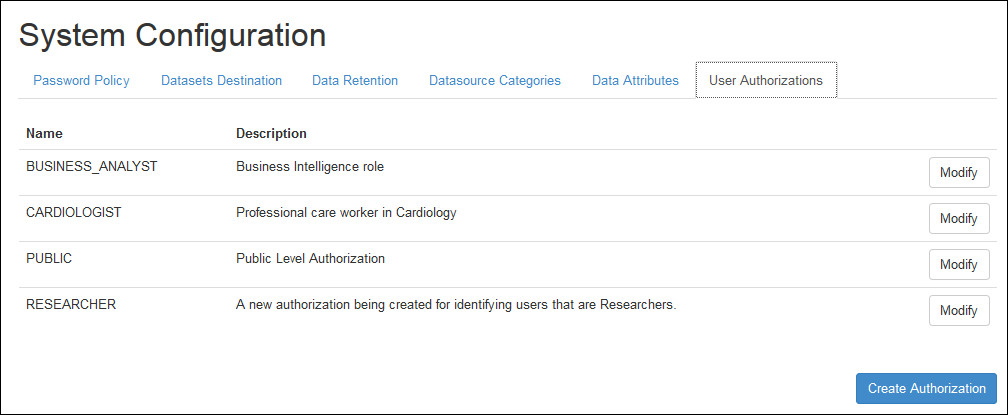 System Configuration
Password Policy Datasets Destination Data Retention Datasource Categories Data Attributes User Authorizations
Name Description
BUSINESS_ANALYST Business Intelligence role Modify
CARDIOLOGIST Professional care worker in Cardiology Modify
PUBLIC Public Level Authorization Modify
RESEARCHER A new authorization being created for identifying users that are Researchers. Modify
Create Authorization